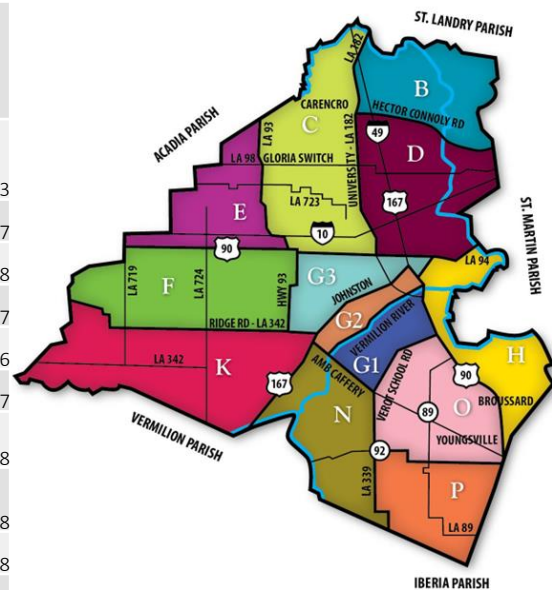 ST. LANDRY PARISH
LA 182
B
HECTOR CONNOLY RD
CARENCRO
C
LA 93
UNIVERSITY - LA 182
49
D
ACADIA PARISH
LA 98
GLORIA SWITCH
3
LA 723
167
E
10
ST. MARTIN PARISH
7
90
LA 94
8
LA 719
F
LA 724
HWY 93
G3
JOHNSTON
7
RIDGE RD - LA 342
G2
VERMILION RIVER
6
LA 342
K
AMB CAFFERY
G1
VEROT SCHOOL RD
90
H
7
167
N
89
O
BROUSSARD
VERMILION PARISH
YOUNGSVILLE
8
92
LA 339
P
8
LA 89
8
IBERIA PARISH